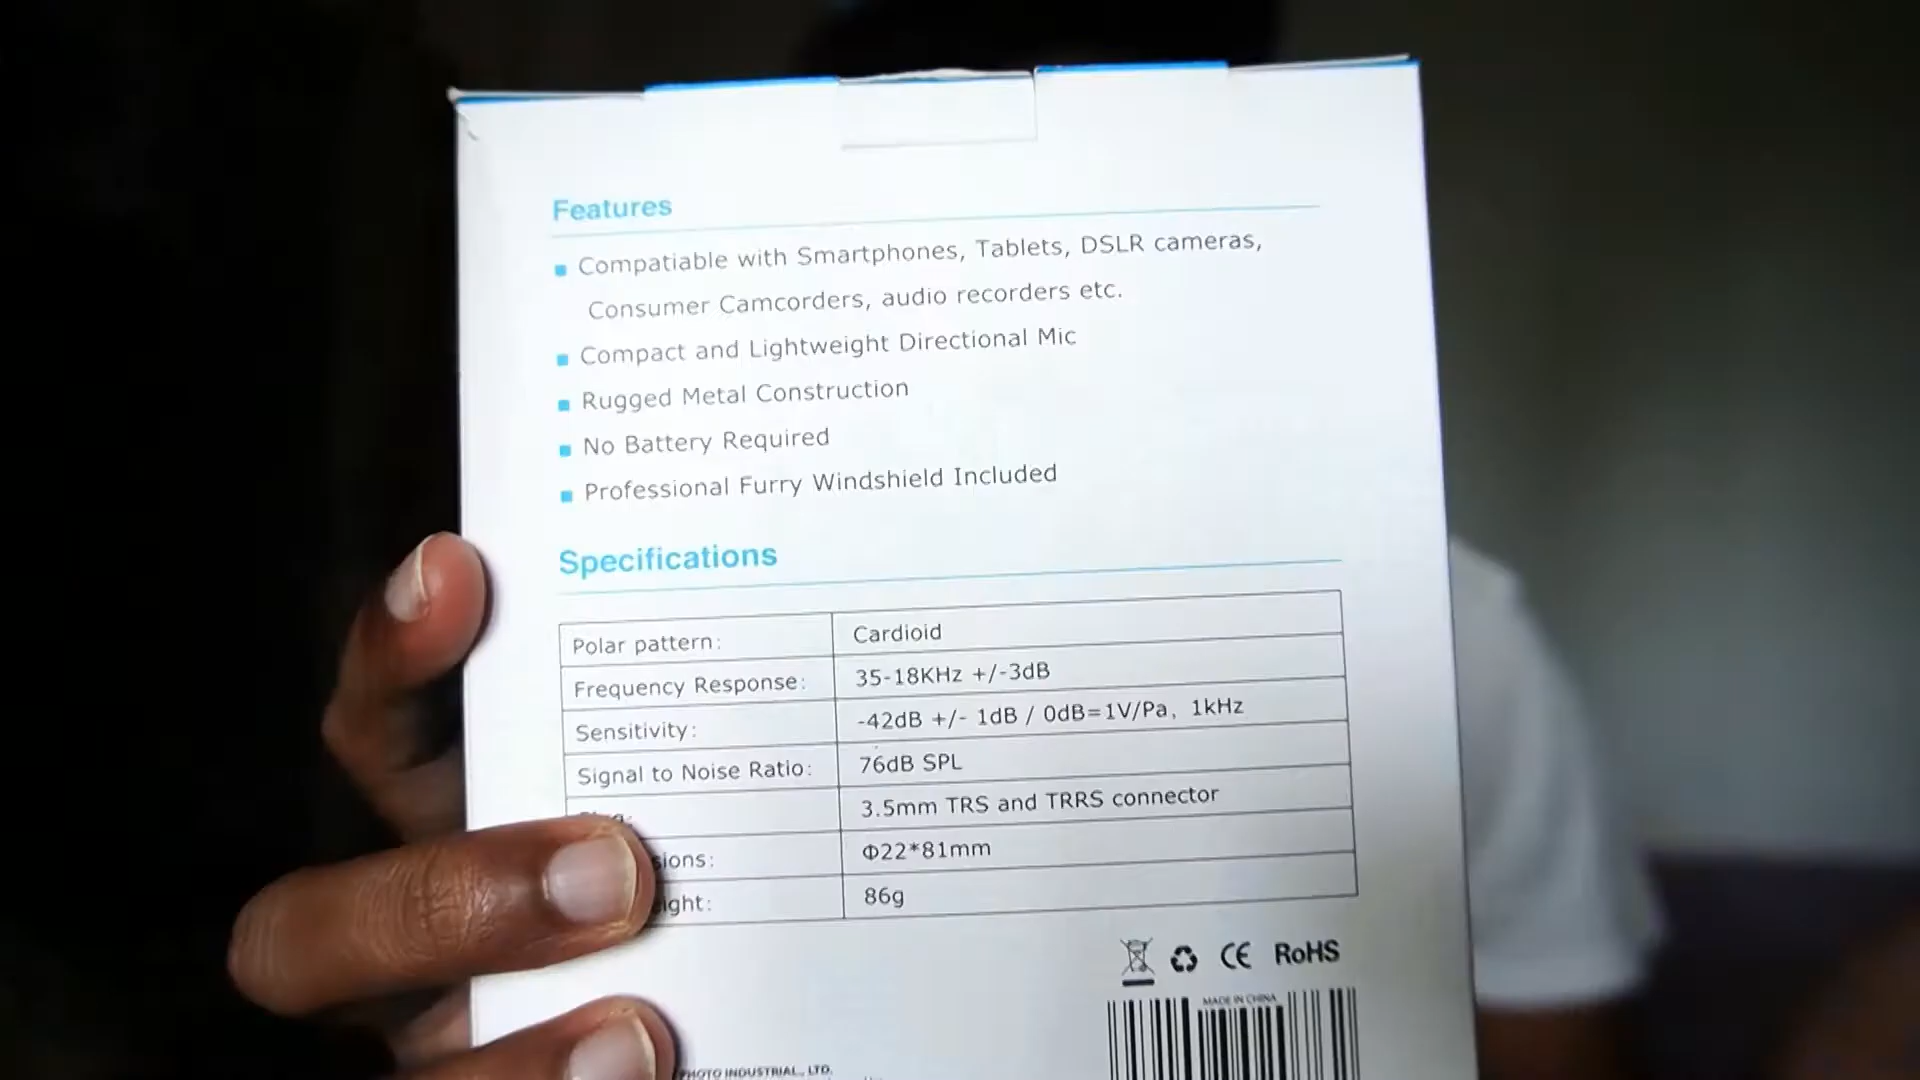 Features
Compatiable with Smartphones, Tablets, DSLR cameras,
Consumer Camcorders, audio recorders etc.
Compact and Lightweight Directional Mic
Rugged Metal Construction
No Battery Required
Professional Furry Windshield Included
Specifications
Polar pattern: Cardioid
Frequency Response: 35-18KHz +/-3dB
Sensitivity: -42dB +/- 1dB / 0dB=1V/Pa, 1kHz
Signal to Noise Ratio: 76dB SPL
3.5mm TRS and TRRS connector
Φ22*81mm
86g
CE RoHS
MADE IN CHINA
INDUSTRIAL., LTD.